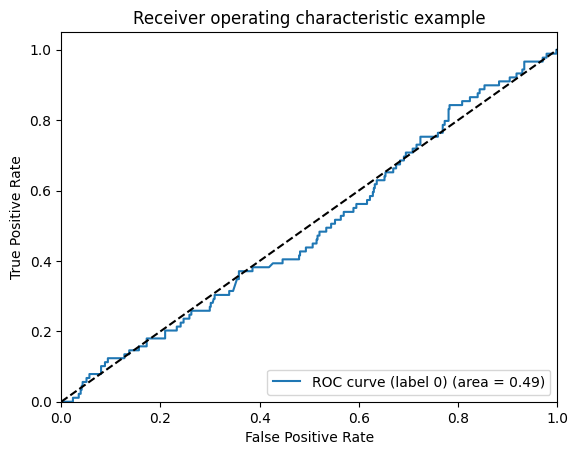 Receiver operating characteristic example
True Positive Rate
1.0
0.8
0.6
0.4
0.2
0.0
ROC curve (label 0) (area = 0.49)
0.0 0.2 0.4 0.6 0.8 1.0
False Positive Rate